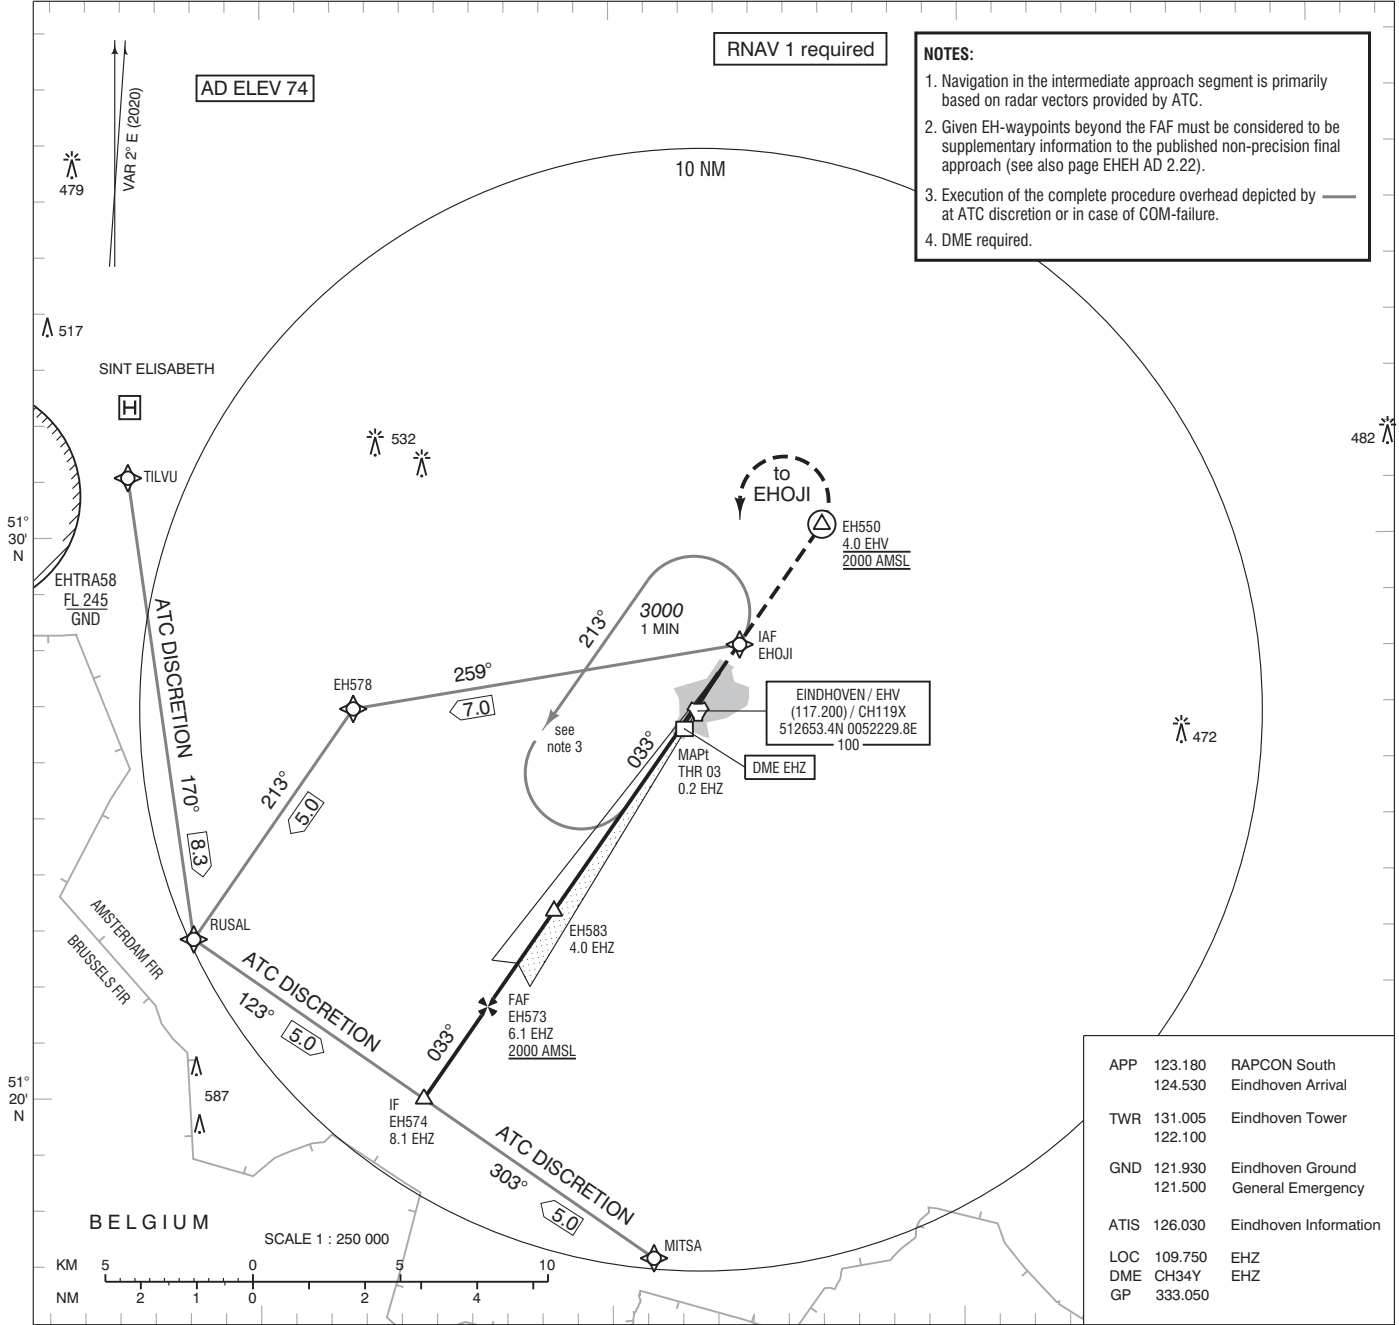 RNAV 1 required
AD ELEV 74
VAR 2° E (2020)
NOTES:
1. Navigation in the intermediate approach segment is primarily
based on radar vectors provided by ATC.
2. Given EH-waypoints beyond the FAF must be considered to be
supplementary information to the published non-precision final
approach (see also page EHEH AD 2.22).
3. Execution of the complete procedure overhead depicted by
at ATC discretion or in case of COM-failure.
4. DME required.
10 NM
479
517
SINT ELISABETH
H
532
482
TILVU
to
EHOJI
EH550
4.0 EHV
2000 AMSL
51°
30'
N
EHTRA58
FL 245
GND
ATC DISCRETION 170°
8.3
213°
3000
1 MIN
IAF
EHOJI
259°
7.0
EH578
see
note 3
EINDHOVEN / EHV
(117.200) / CH119X
512653.4N 0052229.8E
100
472
033°
MAPt
THR 03
0.2 EHZ
DME EHZ
213°
5.0
RUSAL
AMSTERDAM FIR
BRUSSELS FIR
EH583
4.0 EHZ
ATC DISCRETION
123°
5.0
FAF
EH573
6.1 EHZ
2000 AMSL
033°
51°
20'
N
587
IF
EH574
8.1 EHZ
ATC DISCRETION
303°
5.0
MITSA
BELGIUM
SCALE 1 : 250 000
KM 5 0 5 10
NM 2 1 0 2 4
APP 123.180 RAPCON South
124.530 Eindhoven Arrival
TWR 131.005 Eindhoven Tower
122.100
GND 121.930 Eindhoven Ground
121.500 General Emergency
ATIS 126.030 Eindhoven Information
LOC 109.750 EHZ
DME CH34Y EHZ
GP 333.050